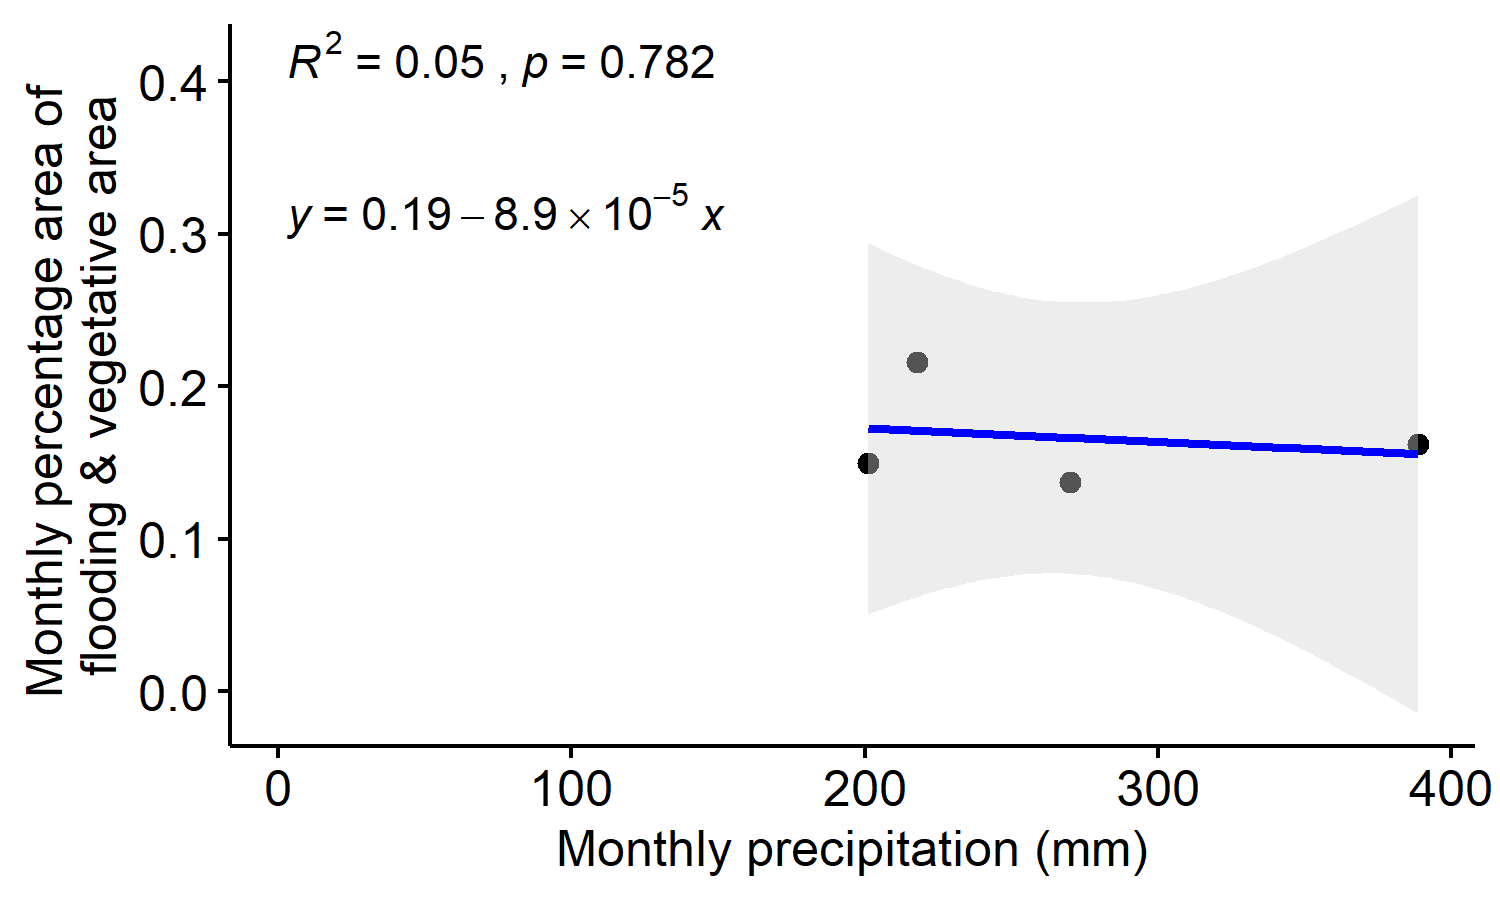 R² = 0.05 , p = 0.782
y = 0.19 − 8.9 × 10⁻⁵ x
Monthly percentage area of
flooding & vegetative area
0.4
0.3
0.2
0.1
0.0
0 100 200 300 400
Monthly precipitation (mm)